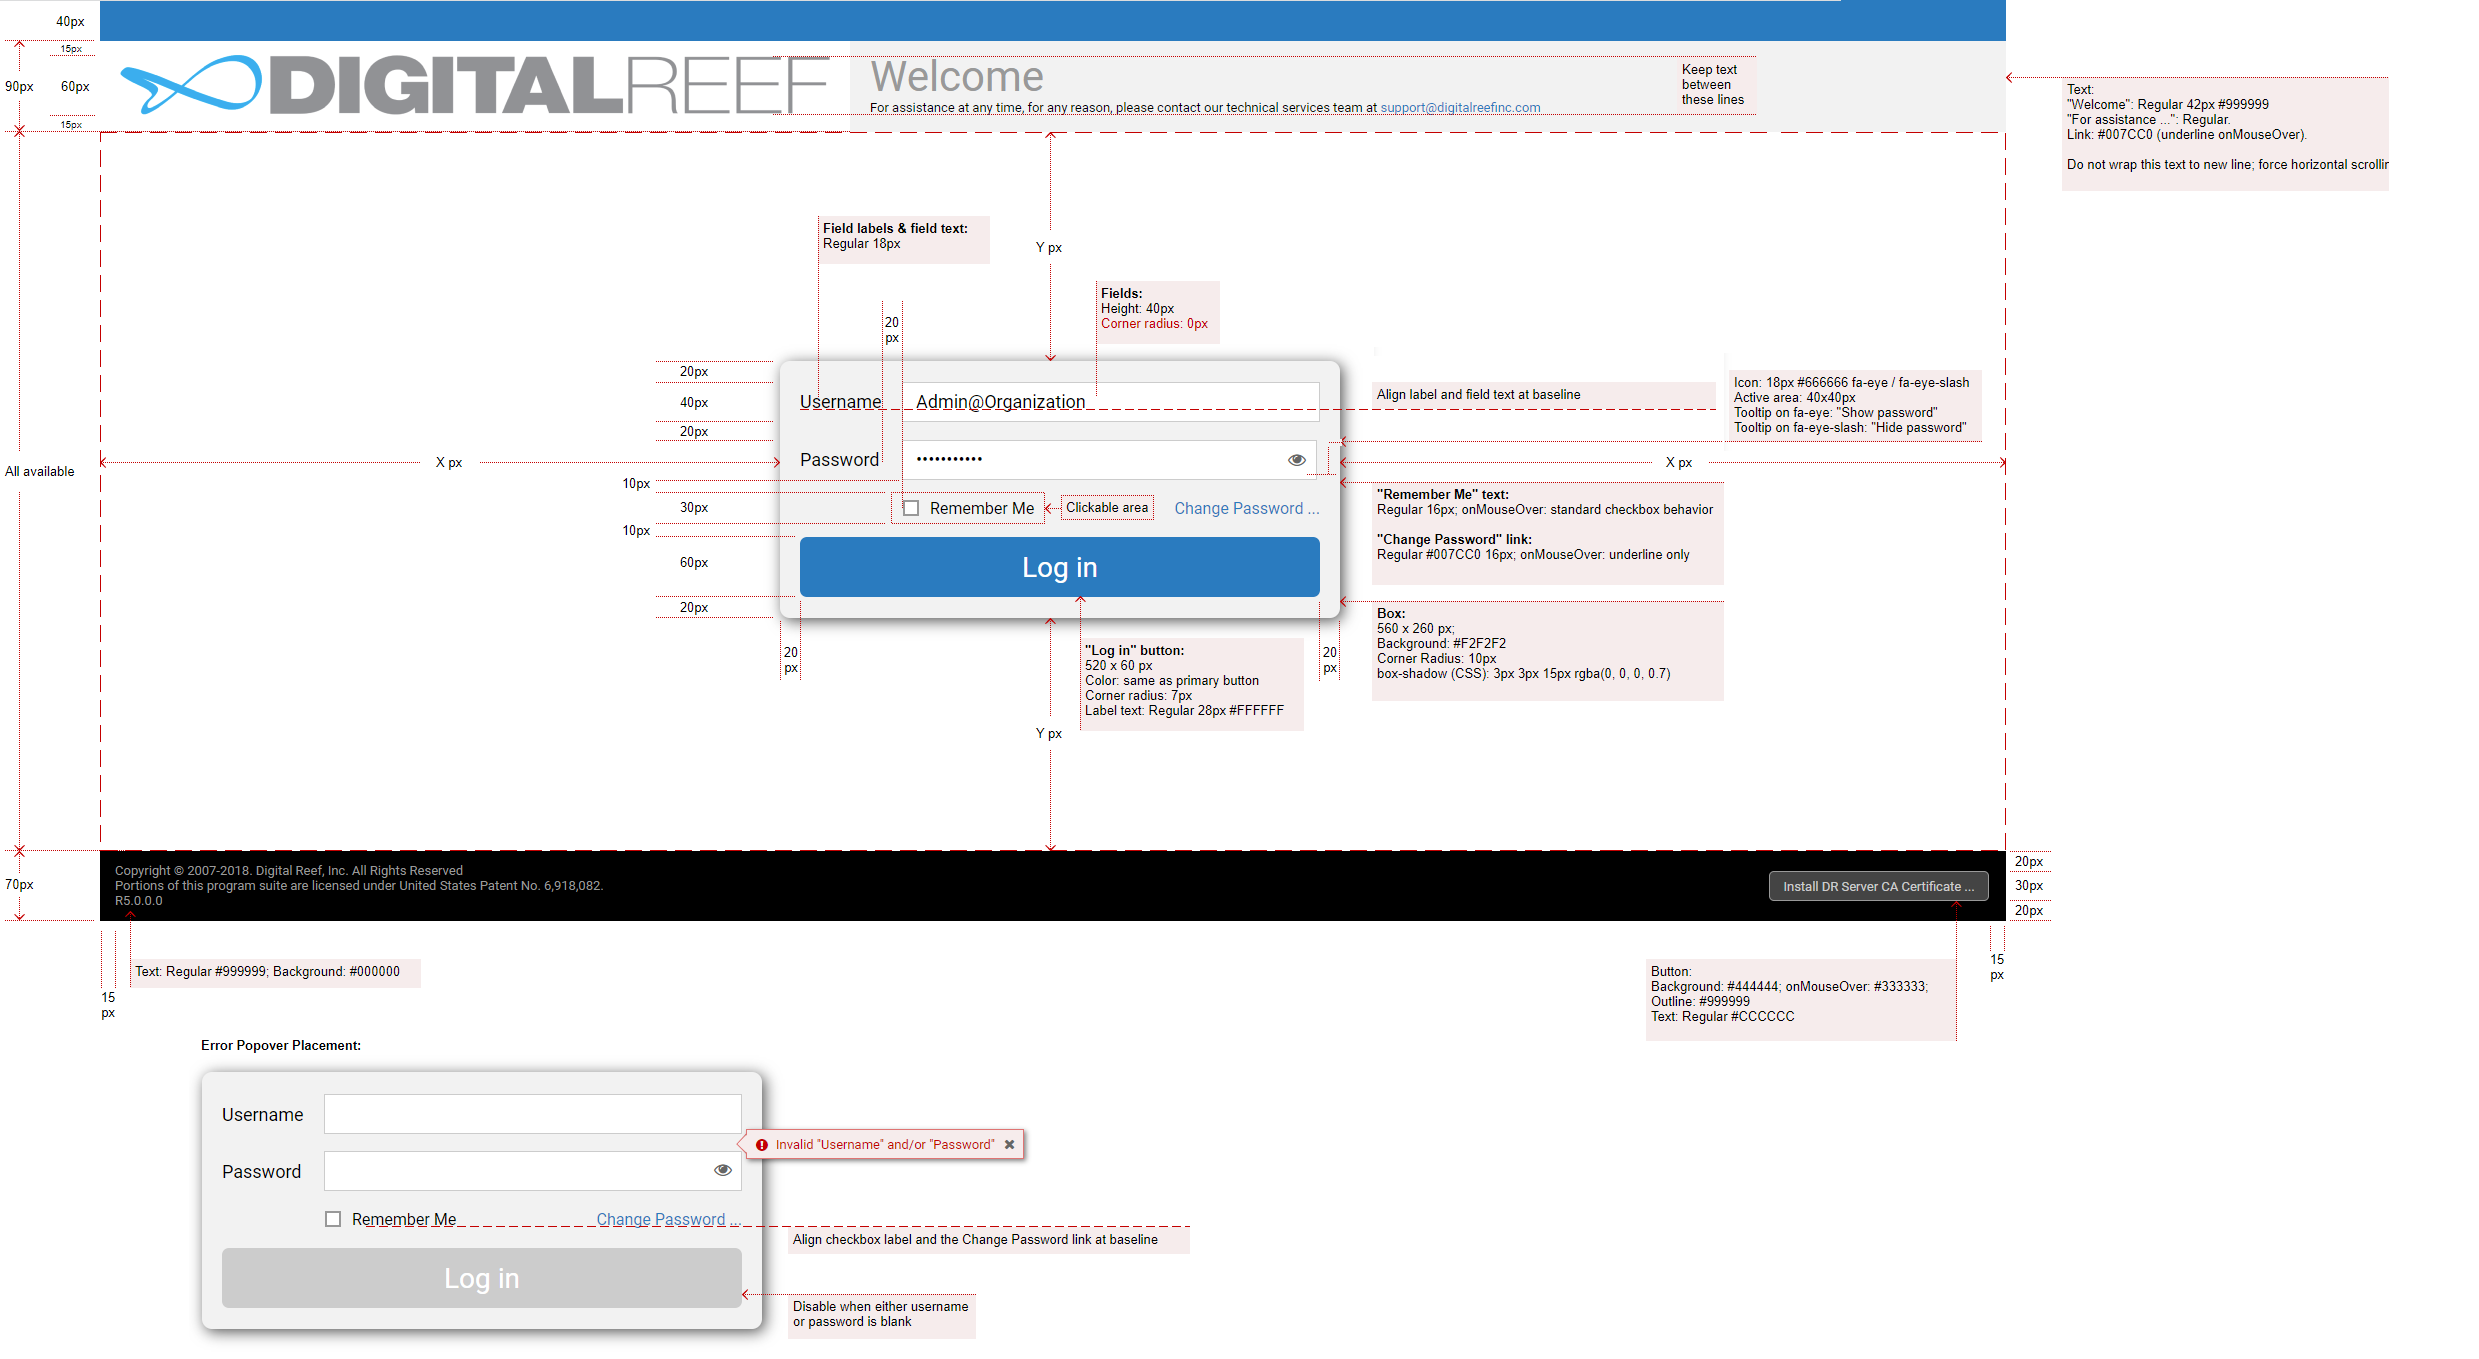 40px
15px
90px
60px
15px
DIGITALREEF
Welcome
For assistance at any time, for any reason, please contact our technical services team at support@digitalreefinc.com
Keep text
between
these lines
Text:
"Welcome": Regular 42px #999999
"For assistance ...": Regular.
Link: #007CC0 (underline onMouseOver).
Do not wrap this text to new line; force horizontal scrollin
Field labels & field text:
Regular 18px
Y px
Fields:
Height: 40px
Corner radius: 0px
20
px
20px
40px
20px
Username
Admin@Organization
Align label and field text at baseline
Icon: 18px #666666 fa-eye / fa-eye-slash
Active area: 40x40px
Tooltip on fa-eye: "Show password"
Tooltip on fa-eye-slash: "Hide password"
All available
X px
Password
•••••••••••
X px
10px
30px
10px
60px
20px
Remember Me
Clickable area
Change Password ...
"Remember Me" text:
Regular 16px; onMouseOver: standard checkbox behavior
"Change Password" link:
Regular #007CC0 16px; onMouseOver: underline only
Log in
Box:
560 x 260 px;
Background: #F2F2F2
Corner Radius: 10px
box-shadow (CSS): 3px 3px 15px rgba(0, 0, 0, 0.7)
20
px
"Log in" button:
520 x 60 px
Color: same as primary button
Corner radius: 7px
Label text: Regular 28px #FFFFFF
20
px
Y px
70px
Copyright © 2007-2018. Digital Reef, Inc. All Rights Reserved
Portions of this program suite are licensed under United States Patent No. 6,918,082.
R5.0.0.0
Install DR Server CA Certificate ...
20px
30px
20px
15
px
Text: Regular #999999; Background: #000000
Button:
Background: #444444; onMouseOver: #333333;
Outline: #999999
Text: Regular #CCCCCC
15
px
Error Popover Placement:
Username
Invalid "Username" and/or "Password"
Password
Remember Me
Change Password ...
Align checkbox label and the Change Password link at baseline
Log in
Disable when either username
or password is blank